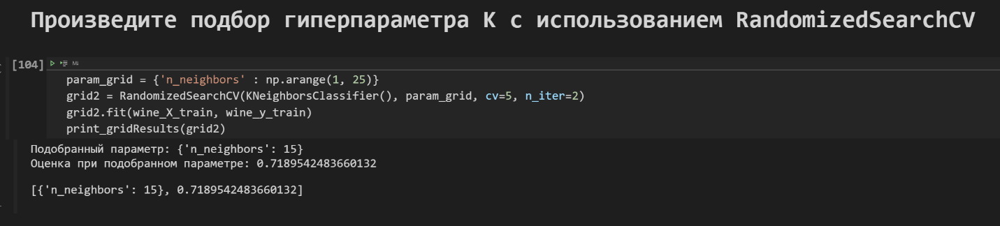 Произведите подбор гиперпараметра K с использованием RandomizedSearchCV
[104]
param_grid = {'n_neighbors' : np.arange(1, 25)}
grid2 = RandomizedSearchCV(KNeighborsClassifier(), param_grid, cv=5, n_iter=2)
grid2.fit(wine_X_train, wine_y_train)
print_gridResults(grid2)
Подобранный параметр: {'n_neighbors': 15}
Оценка при подобранном параметре: 0.7189542483660132
[{'n_neighbors': 15}, 0.7189542483660132]